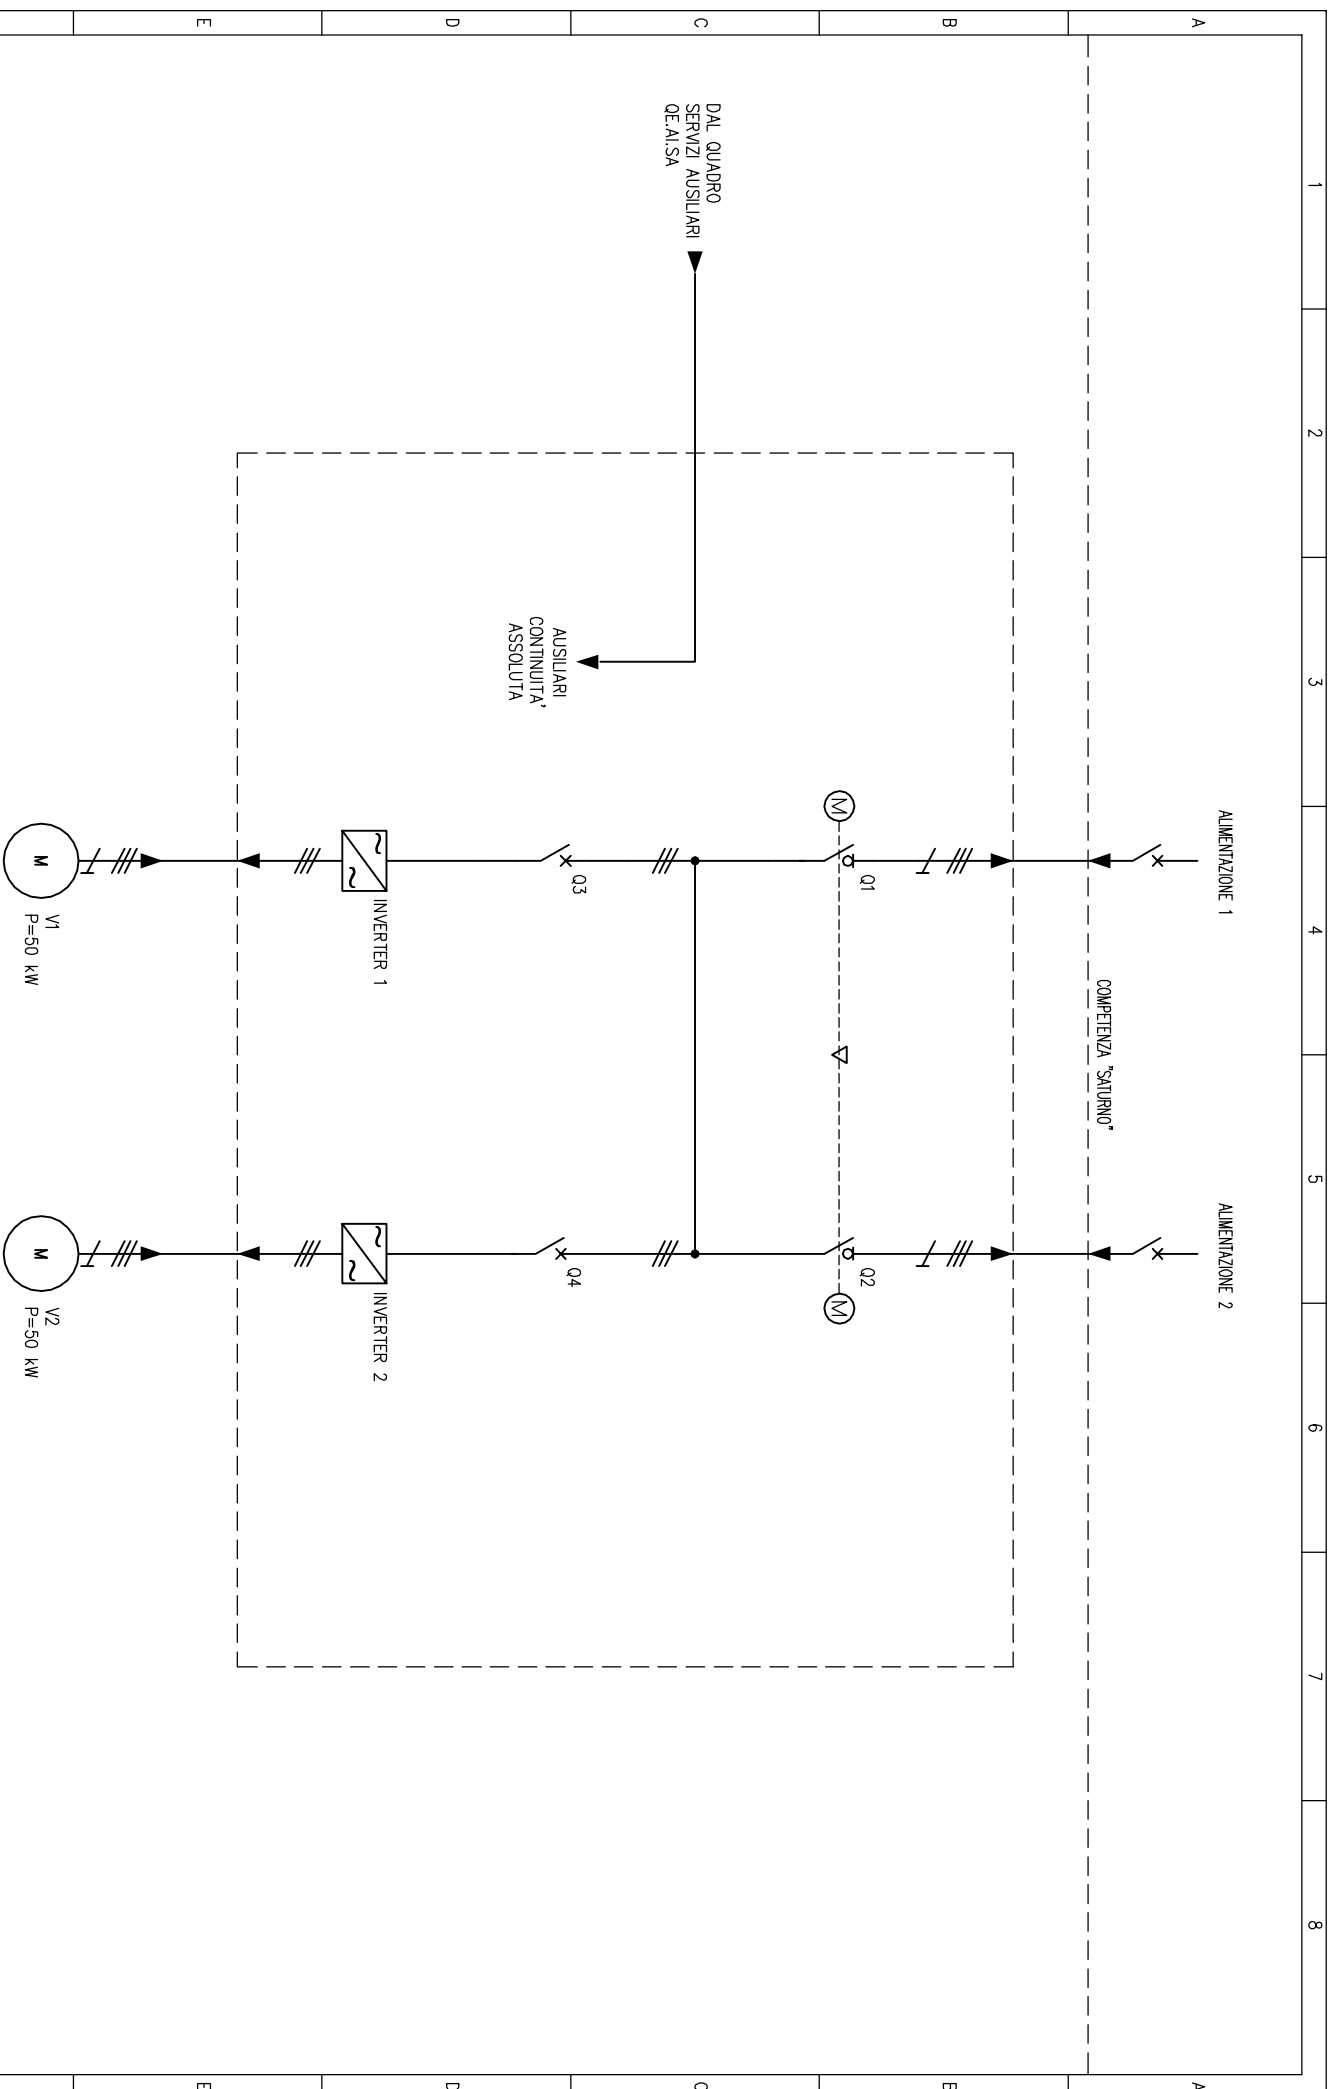 1
2
3
4
5
6
7
8
A
A
ALIMENTAZIONE 1
ALIMENTAZIONE 2
COMPETENZA "SATURNO"
B
B
Q1
Q2
M
M
C
C
DAL QUADRO
SERVIZI AUSILIARI
QE.AI.SA
Q3
Q4
AUSILIARI
CONTINUITA'
ASSOLUTA
D
D
~
~
INVERTER 1
~
~
INVERTER 2
E
E
M
V1
P=50 kW
M
V2
P=50 kW